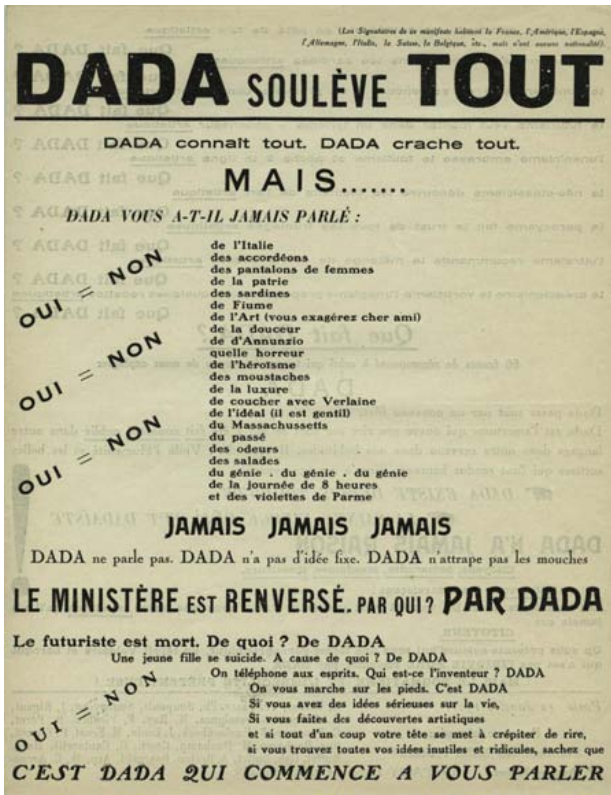 (Les Signataires de ce manifeste habitent la France, l'Amérique, l'Espagne,
l'Allemagne, l'Italie, la Suisse, la Belgique, etc., mais n'ont aucune nationalité).
DADA SOULÈVE TOUT
DADA connaît tout. DADA crache tout.
MAIS.......
DADA VOUS A-T-IL JAMAIS PARLÉ :
de l'Italie
des accordéons
des pantalons de femmes
de la patrie
des sardines
de Fiume
de l'Art (vous exagérez cher ami)
de la douceur
de d'Annunzio
quelle horreur
de l'héroïsme
des moustaches
de la luxure
de coucher avec Verlaine
de l'idéal (il est gentil)
du Massachussetts
du passé
des odeurs
des salades
du génie . du génie . du génie
de la journée de 8 heures
et des violettes de Parme
OUI = NON
OUI = NON
OUI = NON
JAMAIS JAMAIS JAMAIS
DADA ne parle pas. DADA n'a pas d'idée fixe. DADA n'attrape pas les mouches
LE MINISTÈRE EST RENVERSÉ. PAR QUI? PAR DADA
Le futuriste est mort. De quoi ? De DADA
Une jeune fille se suicide. A cause de quoi ? De DADA
On téléphone aux esprits. Qui est-ce l'inventeur ? DADA
On vous marche sur les pieds. C'est DADA
Si vous avez des idées sérieuses sur la vie,
Si vous faites des découvertes artistiques
et si tout d'un coup votre tête se met à crépiter de rire,
si vous trouvez toutes vos idées inutiles et ridicules, sachez que
OUI = NON
C'EST DADA QUI COMMENCE A VOUS PARLER